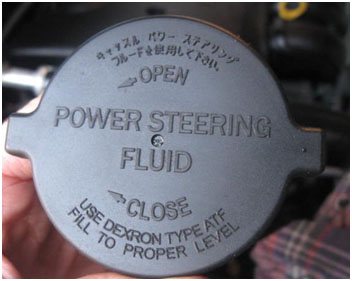 キャッスル パワー ステアリング
フルードを使用して下さい。
OPEN
POWER STEERING
FLUID
CLOSE
USE DEXRON TYPE ATF
FILL TO PROPER LEVEL